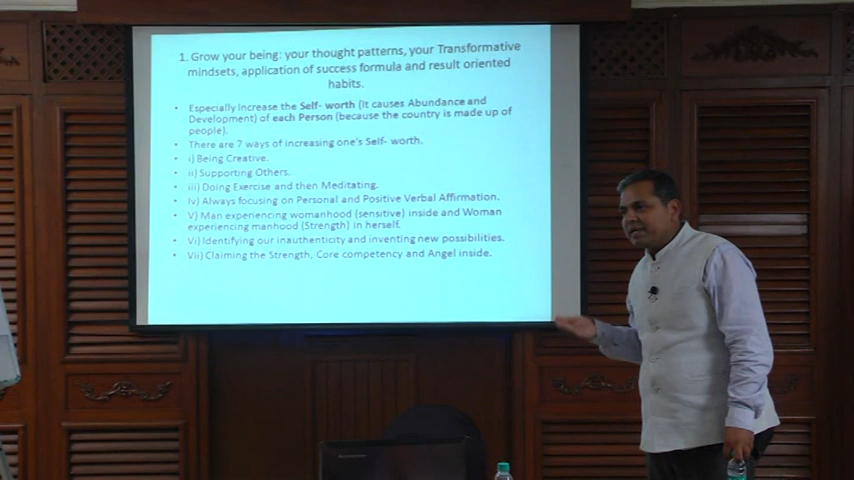 1. Grow your being: your thought patterns, your Transformative
mindsets, application of success formula and result oriented
habits.
• Especially Increase the Self- worth (It causes Abundance and
Development) of each Person (because the country is made up of
people).
• There are 7 ways of increasing one's Self- worth.
• i) Being Creative.
• ii) Supporting Others.
• iii) Doing Exercise and then Meditating.
• Iv) Always focusing on Personal and Positive Verbal Affirmation.
• V) Man experiencing womanhood (sensitive) inside and Woman
experiencing manhood (Strength) in herself.
• Vi) Identifying our inauthenticity and inventing new possibilities.
• Vii) Claiming the Strength, Core competency and Angel inside.